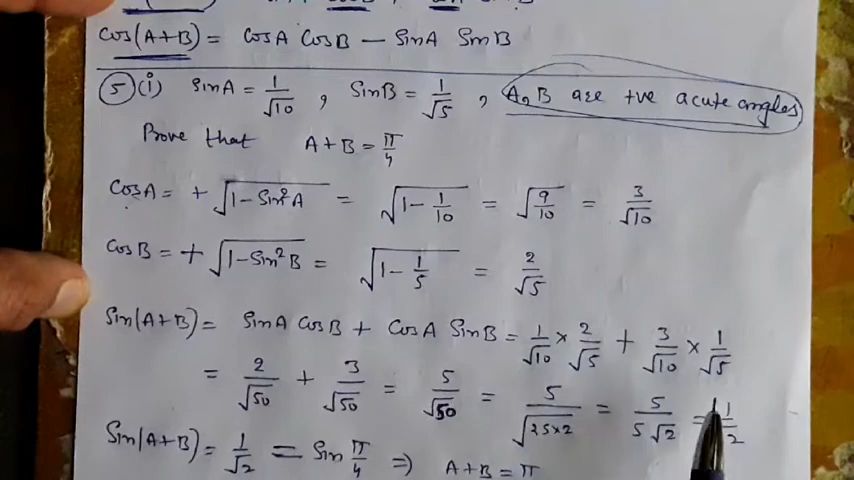 cos(A+B) = cosA cosB − sinA sinB
5 (i) sinA = 1/√10 , sinB = 1/√5 , A, B are +ve acute angles
Prove that A+B = π/4
cosA = + √(1−sin²A) = √(1 − 1/10) = √(9/10) = 3/√10
cosB = + √(1−sin²B) = √(1 − 1/5) = 2/√5
sin(A+B) = sinA cosB + cosA sinB = 1/√10 × 2/√5 + 3/√10 × 1/√5
= 2/√50 + 3/√50 = 5/√50 = 5/√(25×2) = 5/(5√2) = 1/√2
sin(A+B) = 1/√2 = sin π/4 ⇒ A+B = π